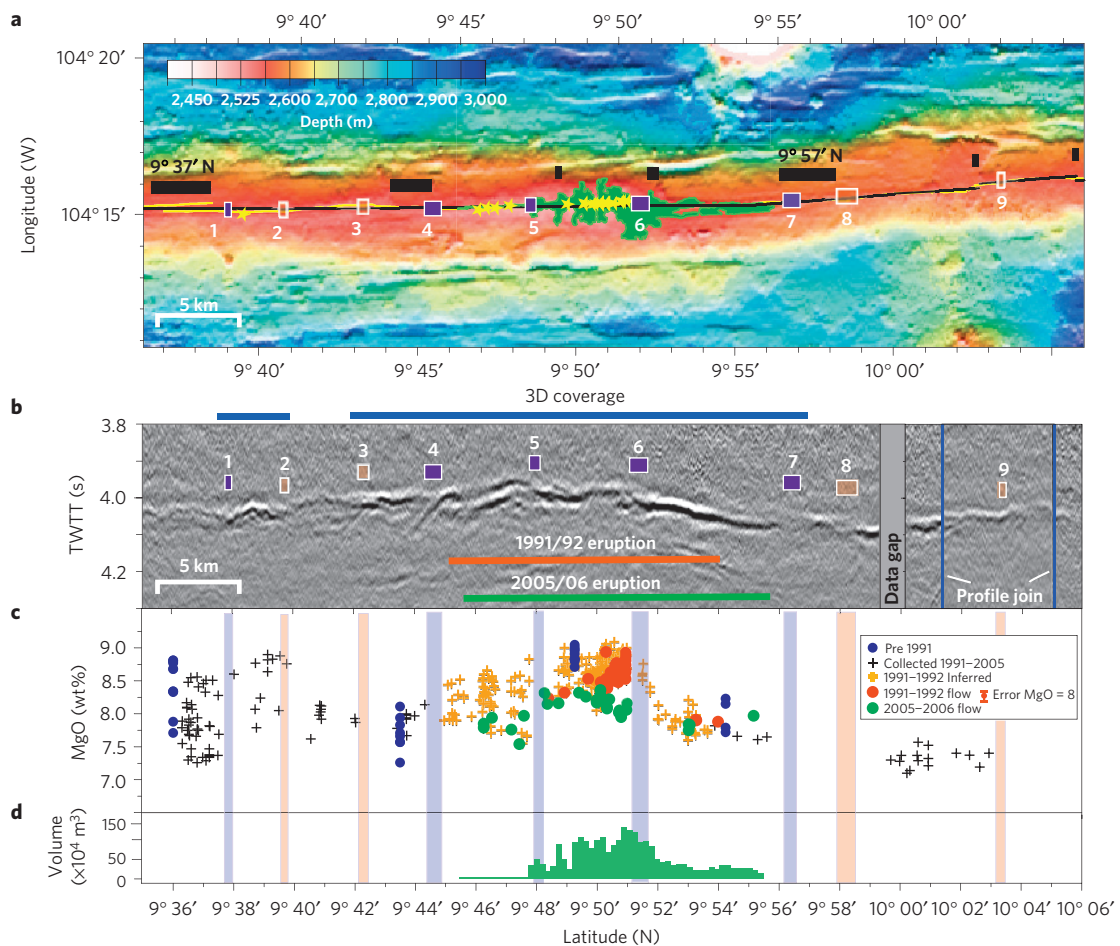 a
9° 40′ 9° 45′ 9° 50′ 9° 55′ 10° 00′
104° 20′
2,450 2,525 2,600 2,700 2,800 2,900 3,000
Depth (m)
Longitude (W)
9° 37′ N
9° 57′ N
104° 15′
1 2 3 4 5 6 7 8 9
5 km
9° 40′ 9° 45′ 9° 50′ 9° 55′ 10° 00′
3D coverage
b
3.8
4.0
4.2
TWTT (s)
1 2 3 4 5 6 7 8 9
1991/92 eruption
2005/06 eruption
5 km
Data gap
Profile join
c
9.0
8.5
8.0
7.5
7.0
MgO (wt%)
Pre 1991
Collected 1991–2005
1991–1992 Inferred
1991–1992 flow
Error MgO = 8
2005–2006 flow
d
150
50
0
Volume
(×10⁴ m³)
9° 36′ 9° 38′ 9° 40′ 9° 42′ 9° 44′ 9° 46′ 9° 48′ 9° 50′ 9° 52′ 9° 54′ 9° 56′ 9° 58′ 10° 00′ 10° 02′ 10° 04′ 10° 06′
Latitude (N)